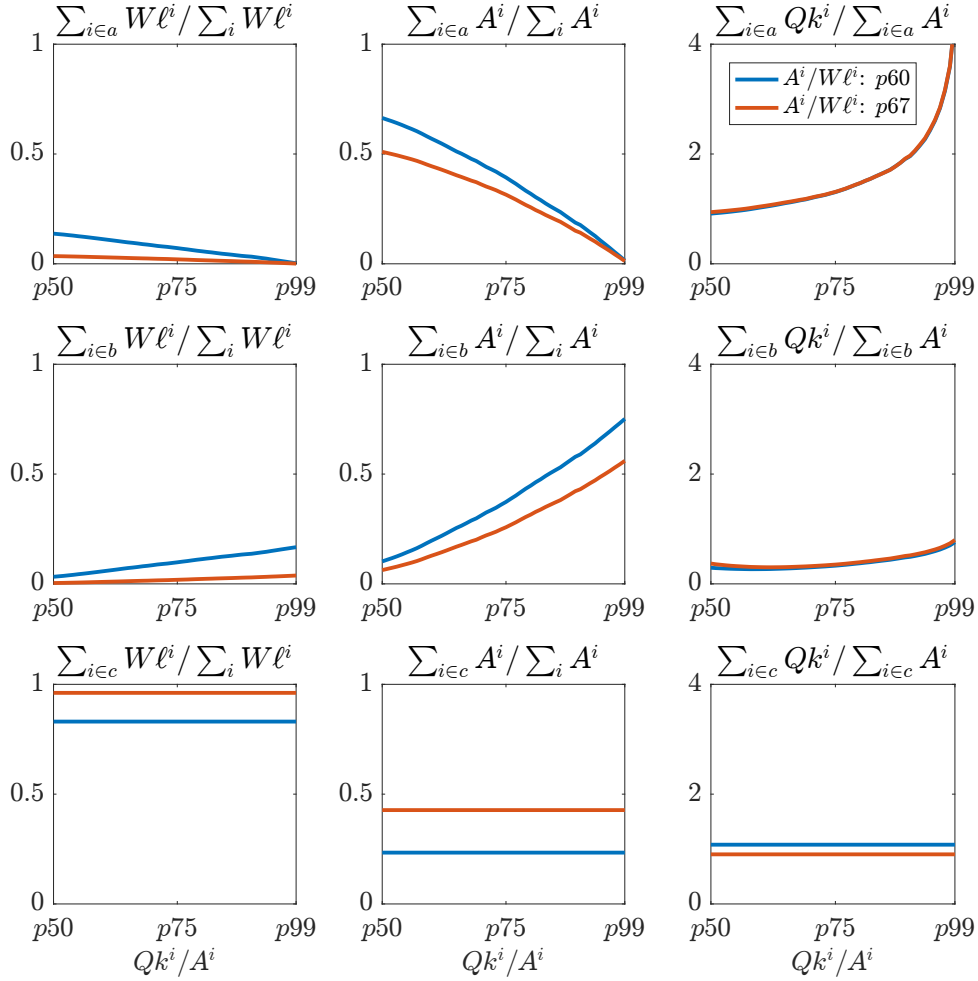 ∑_{i∈a} Wℓ^i / ∑_i Wℓ^i
∑_{i∈a} A^i / ∑_i A^i
∑_{i∈a} Qk^i / ∑_{i∈a} A^i
1
0.5
0
p50 p75 p99
1
0.5
0
p50 p75 p99
4
2
0
A^i/Wℓ^i: p60
A^i/Wℓ^i: p67
p50 p75 p99
∑_{i∈b} Wℓ^i / ∑_i Wℓ^i
∑_{i∈b} A^i / ∑_i A^i
∑_{i∈b} Qk^i / ∑_{i∈b} A^i
1
0.5
0
p50 p75 p99
1
0.5
0
p50 p75 p99
4
2
0
p50 p75 p99
∑_{i∈c} Wℓ^i / ∑_i Wℓ^i
∑_{i∈c} A^i / ∑_i A^i
∑_{i∈c} Qk^i / ∑_{i∈c} A^i
1
0.5
0
p50 p75 p99
Qk^i/A^i
1
0.5
0
p50 p75 p99
Qk^i/A^i
4
2
0
p50 p75 p99
Qk^i/A^i